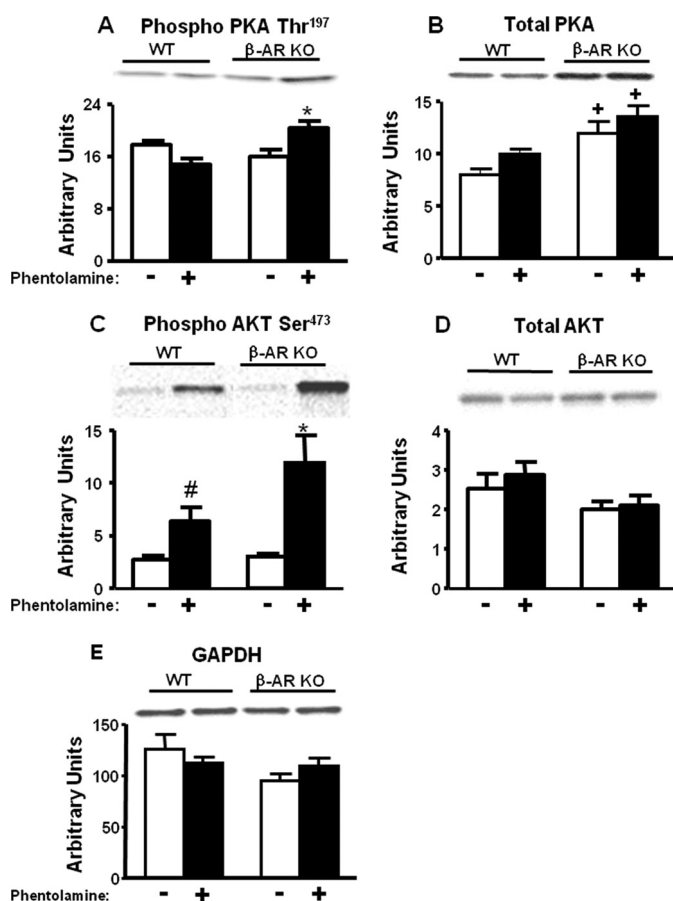 A Phospho PKA Thr¹⁹⁷
WT β-AR KO
Arbitrary Units
24
16
8
0
*
Phentolamine: - + - +
B Total PKA
WT β-AR KO
Arbitrary Units
15
10
5
0
+ +
- + - +
C Phospho AKT Ser⁴⁷³
WT β-AR KO
Arbitrary Units
15
10
5
0
# *
Phentolamine: - + - +
D Total AKT
WT β-AR KO
Arbitrary Units
4
3
2
1
0
- + - +
E GAPDH
WT β-AR KO
Arbitrary Units
150
100
50
0
Phentolamine: - + - +